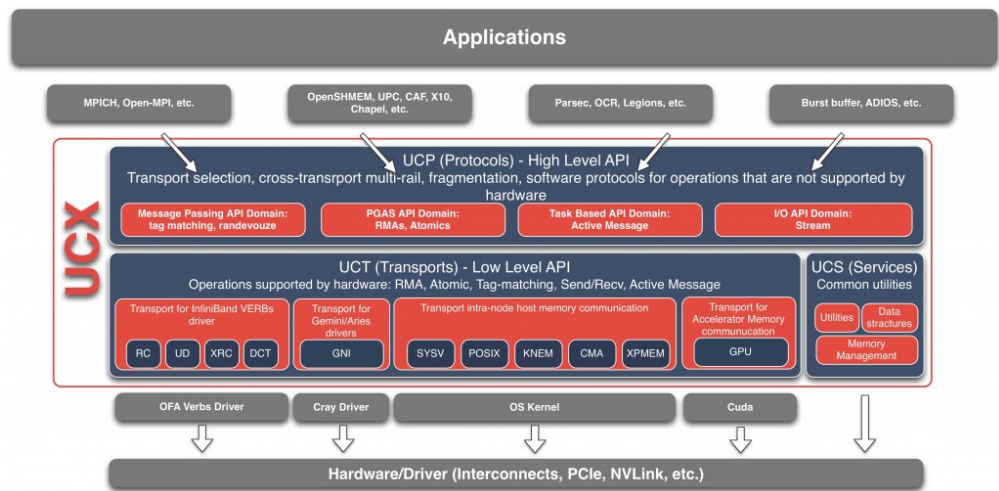 Applications
MPICH, Open-MPI, etc.
OpenSHMEM, UPC, CAF, X10,
Chapel, etc.
Parsec, OCR, Legions, etc.
Burst buffer, ADIOS, etc.
UCX
UCP (Protocols) - High Level API
Transport selection, cross-transrport multi-rail, fragmentation, software protocols for operations that are not supported by
hardware
Message Passing API Domain:
tag matching, randevouze
PGAS API Domain:
RMAs, Atomics
Task Based API Domain:
Active Message
I/O API Domain:
Stream
UCT (Transports) - Low Level API
Operations supported by hardware: RMA, Atomic, Tag-matching, Send/Recv, Active Message
Transport for InfiniBand VERBs
driver
RC
UD
XRC
DCT
Transport for
Gemini/Aries
drivers
GNI
Transport intra-node host memory communication
SYSV
POSIX
KNEM
CMA
XPMEM
Transport for
Accelerator Memory
communucation
GPU
UCS (Services)
Common utilities
Utilities
Data
stractures
Memory
Management
OFA Verbs Driver
Cray Driver
OS Kernel
Cuda
Hardware/Driver (Interconnects, PCIe, NVLink, etc.)